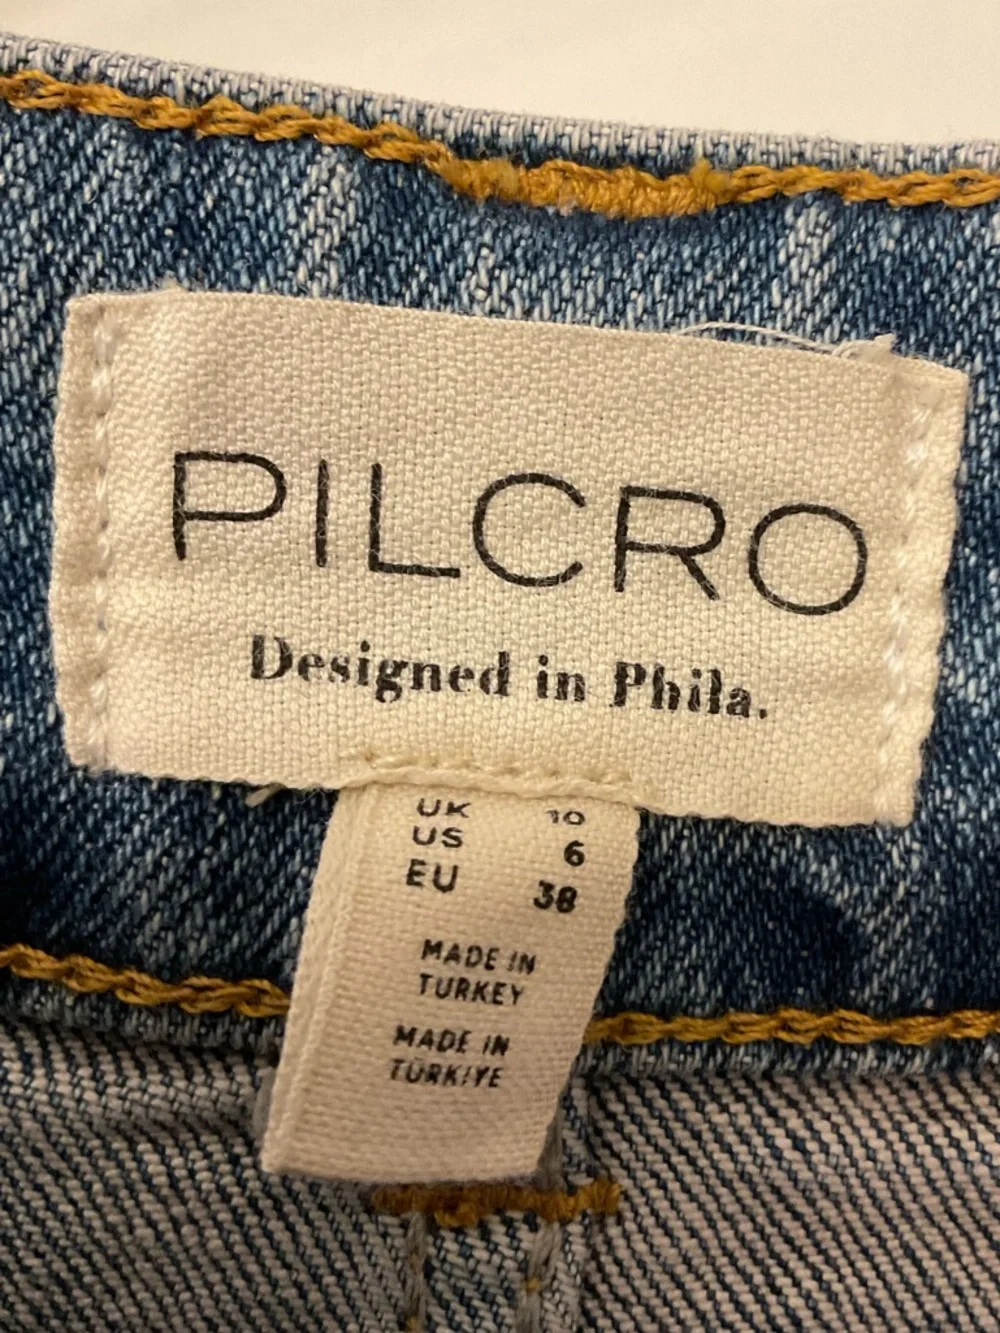 PILCRO
Designed in Phila.
UK 10
US 6
EU 38
MADE IN
TURKEY
MADE IN
TÜRKIYE